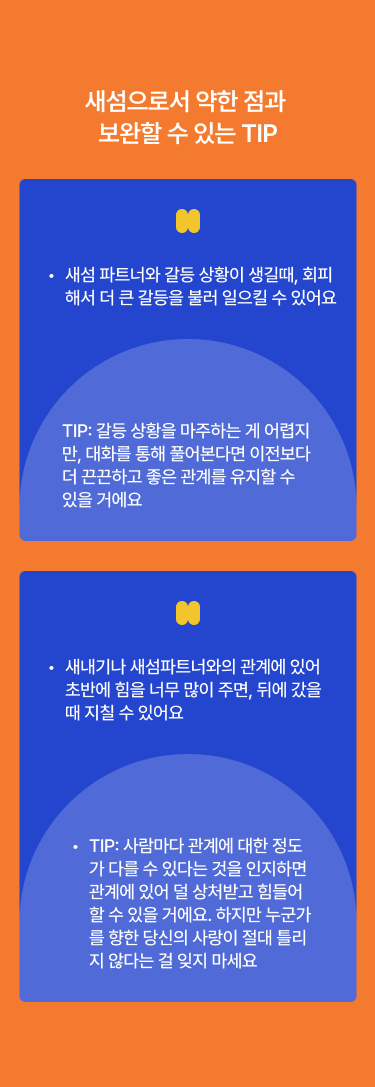 새섬으로서 약한 점과
보완할 수 있는 TIP
• 새섬 파트너와 갈등 상황이 생길때, 회피
해서 더 큰 갈등을 불러 일으킬 수 있어요
TIP: 갈등 상황을 마주하는 게 어렵지
만, 대화를 통해 풀어본다면 이전보다
더 끈끈하고 좋은 관계를 유지할 수
있을 거에요
• 새내기나 새섬파트너와의 관계에 있어
초반에 힘을 너무 많이 주면, 뒤에 갔을
때 지칠 수 있어요
• TIP: 사람마다 관계에 대한 정도
가 다를 수 있다는 것을 인지하면
관계에 있어 덜 상처받고 힘들어
할 수 있을 거에요. 하지만 누군가
를 향한 당신의 사랑이 절대 틀리
지 않다는 걸 잊지 마세요